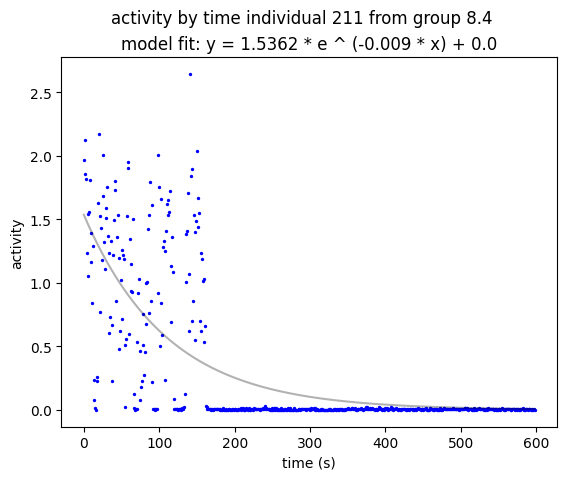 activity by time individual 211 from group 8.4
model fit: y = 1.5362 * e ^ (-0.009 * x) + 0.0
2.5
2.0
1.5
1.0
0.5
0.0
activity
0 100 200 300 400 500 600
time (s)